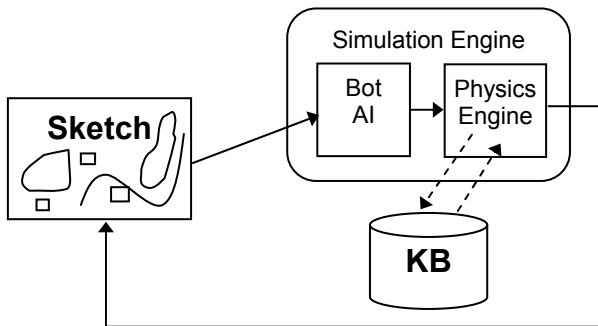 Simulation Engine
Bot
AI
Physics
Engine
Sketch
KB